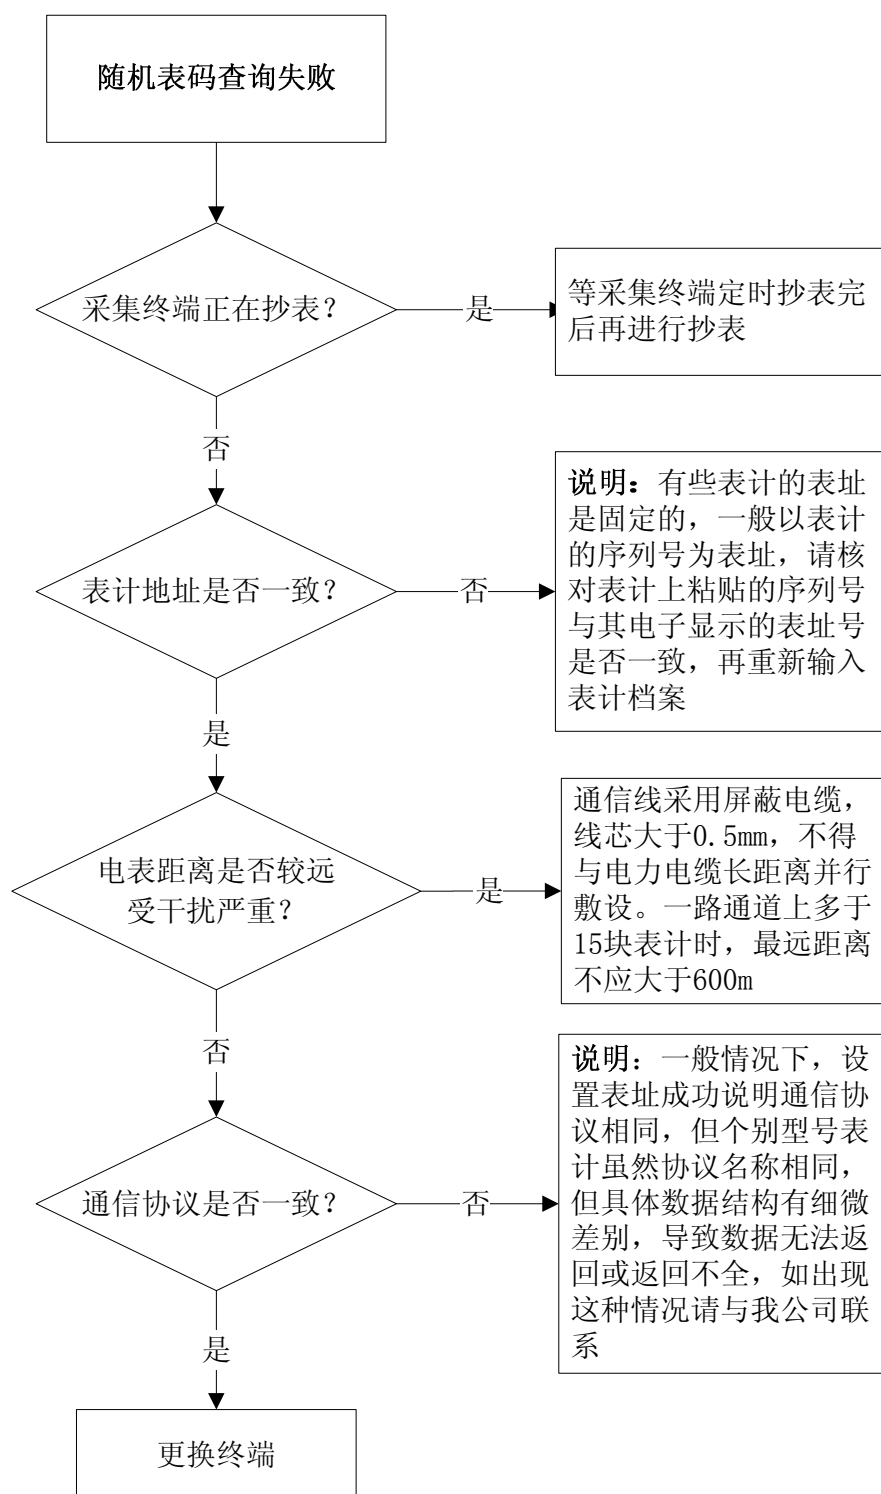 随机表码查询失败
采集终端正在抄表？
是
等采集终端定时抄表完
后再进行抄表
否
说明：有些表计的表址
是固定的，一般以表计
的序列号为表址，请核
对表计上粘贴的序列号
与其电子显示的表址号
是否一致，再重新输入
表计档案
表计地址是否一致？
否
是
通信线采用屏蔽电缆，
线芯大于0.5mm，不得
与电力电缆长距离并行
敷设。一路通道上多于
15块表计时，最远距离
不应大于600m
电表距离是否较远
受干扰严重？
是
否
说明：一般情况下，设
置表址成功说明通信协
议相同，但个别型号表
计虽然协议名称相同，
但具体数据结构有细微
差别，导致数据无法返
回或返回不全，如出现
这种情况请与我公司联
系
通信协议是否一致？
否
是
更换终端